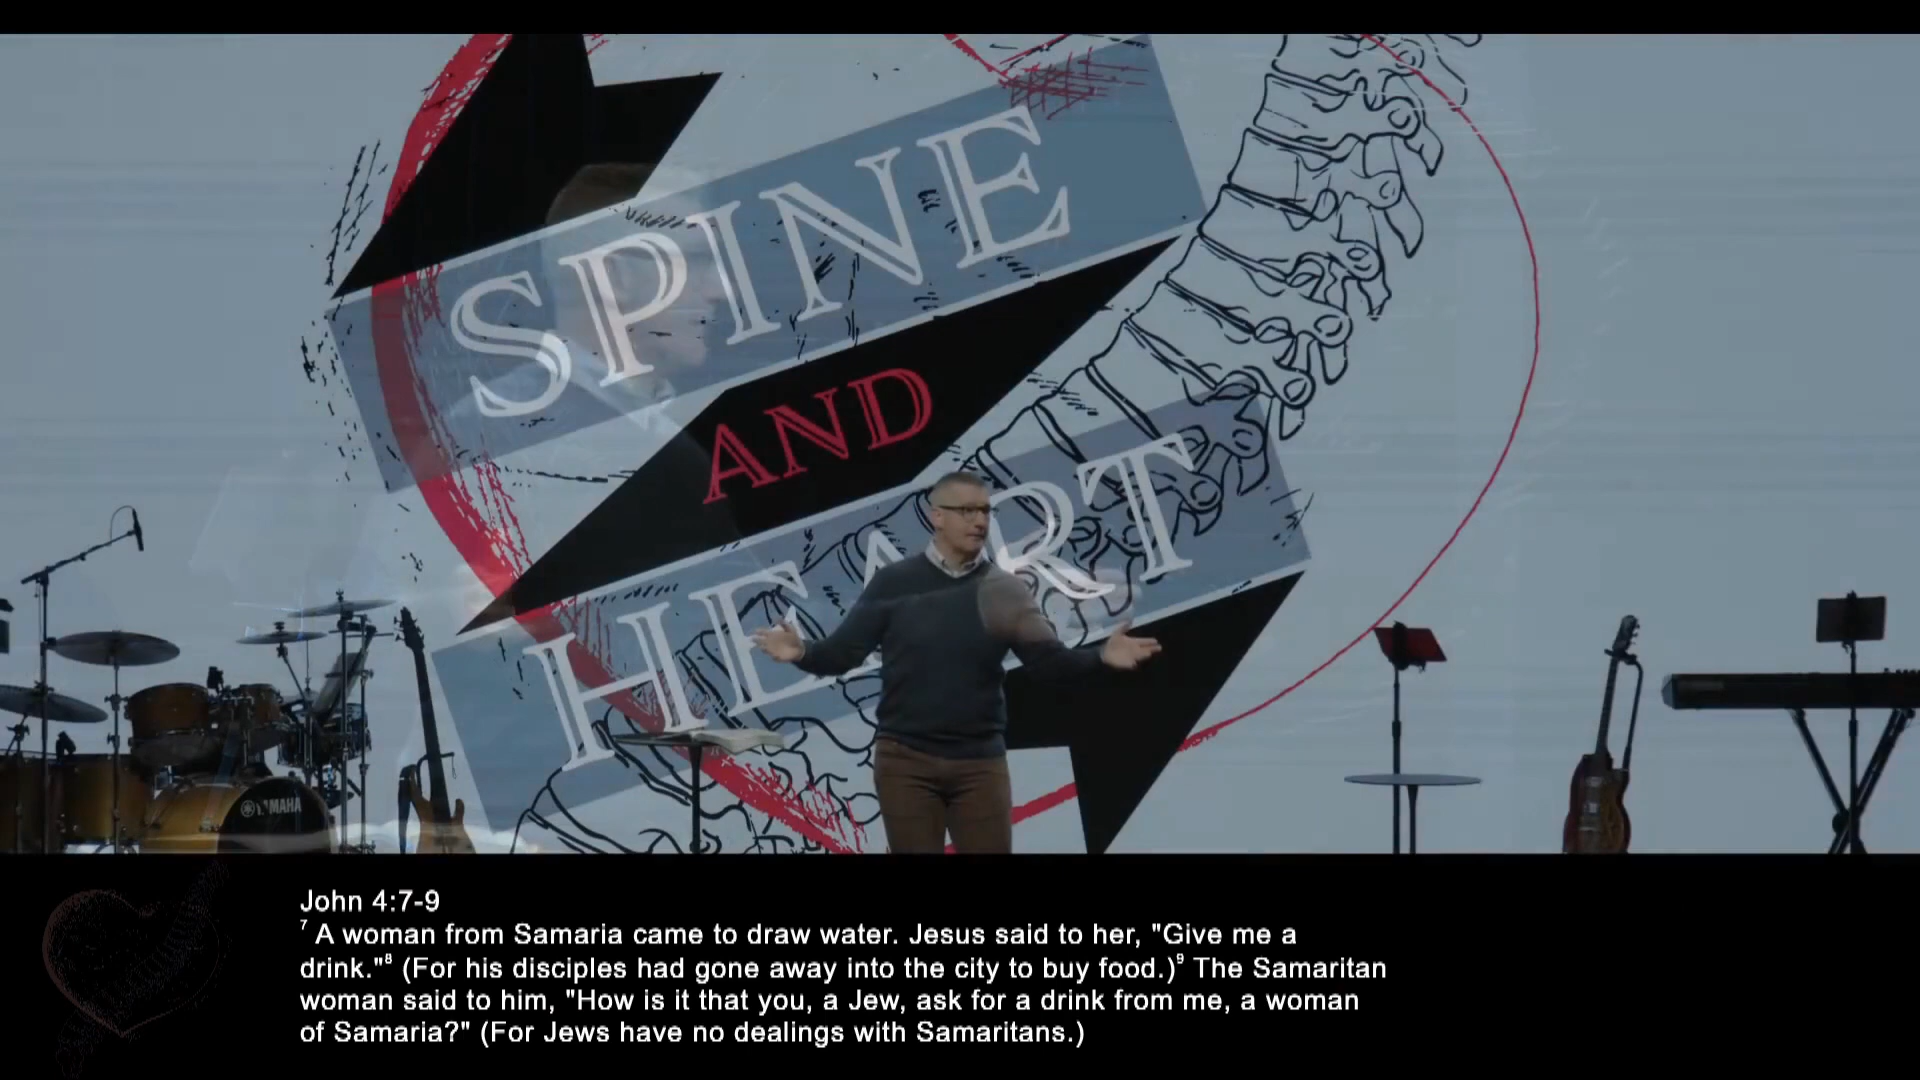 SPINE
AND
HEART
YAMAHA
John 4:7-9
⁷ A woman from Samaria came to draw water. Jesus said to her, "Give me a
drink."⁸ (For his disciples had gone away into the city to buy food.)⁹ The Samaritan
woman said to him, "How is it that you, a Jew, ask for a drink from me, a woman
of Samaria?" (For Jews have no dealings with Samaritans.)